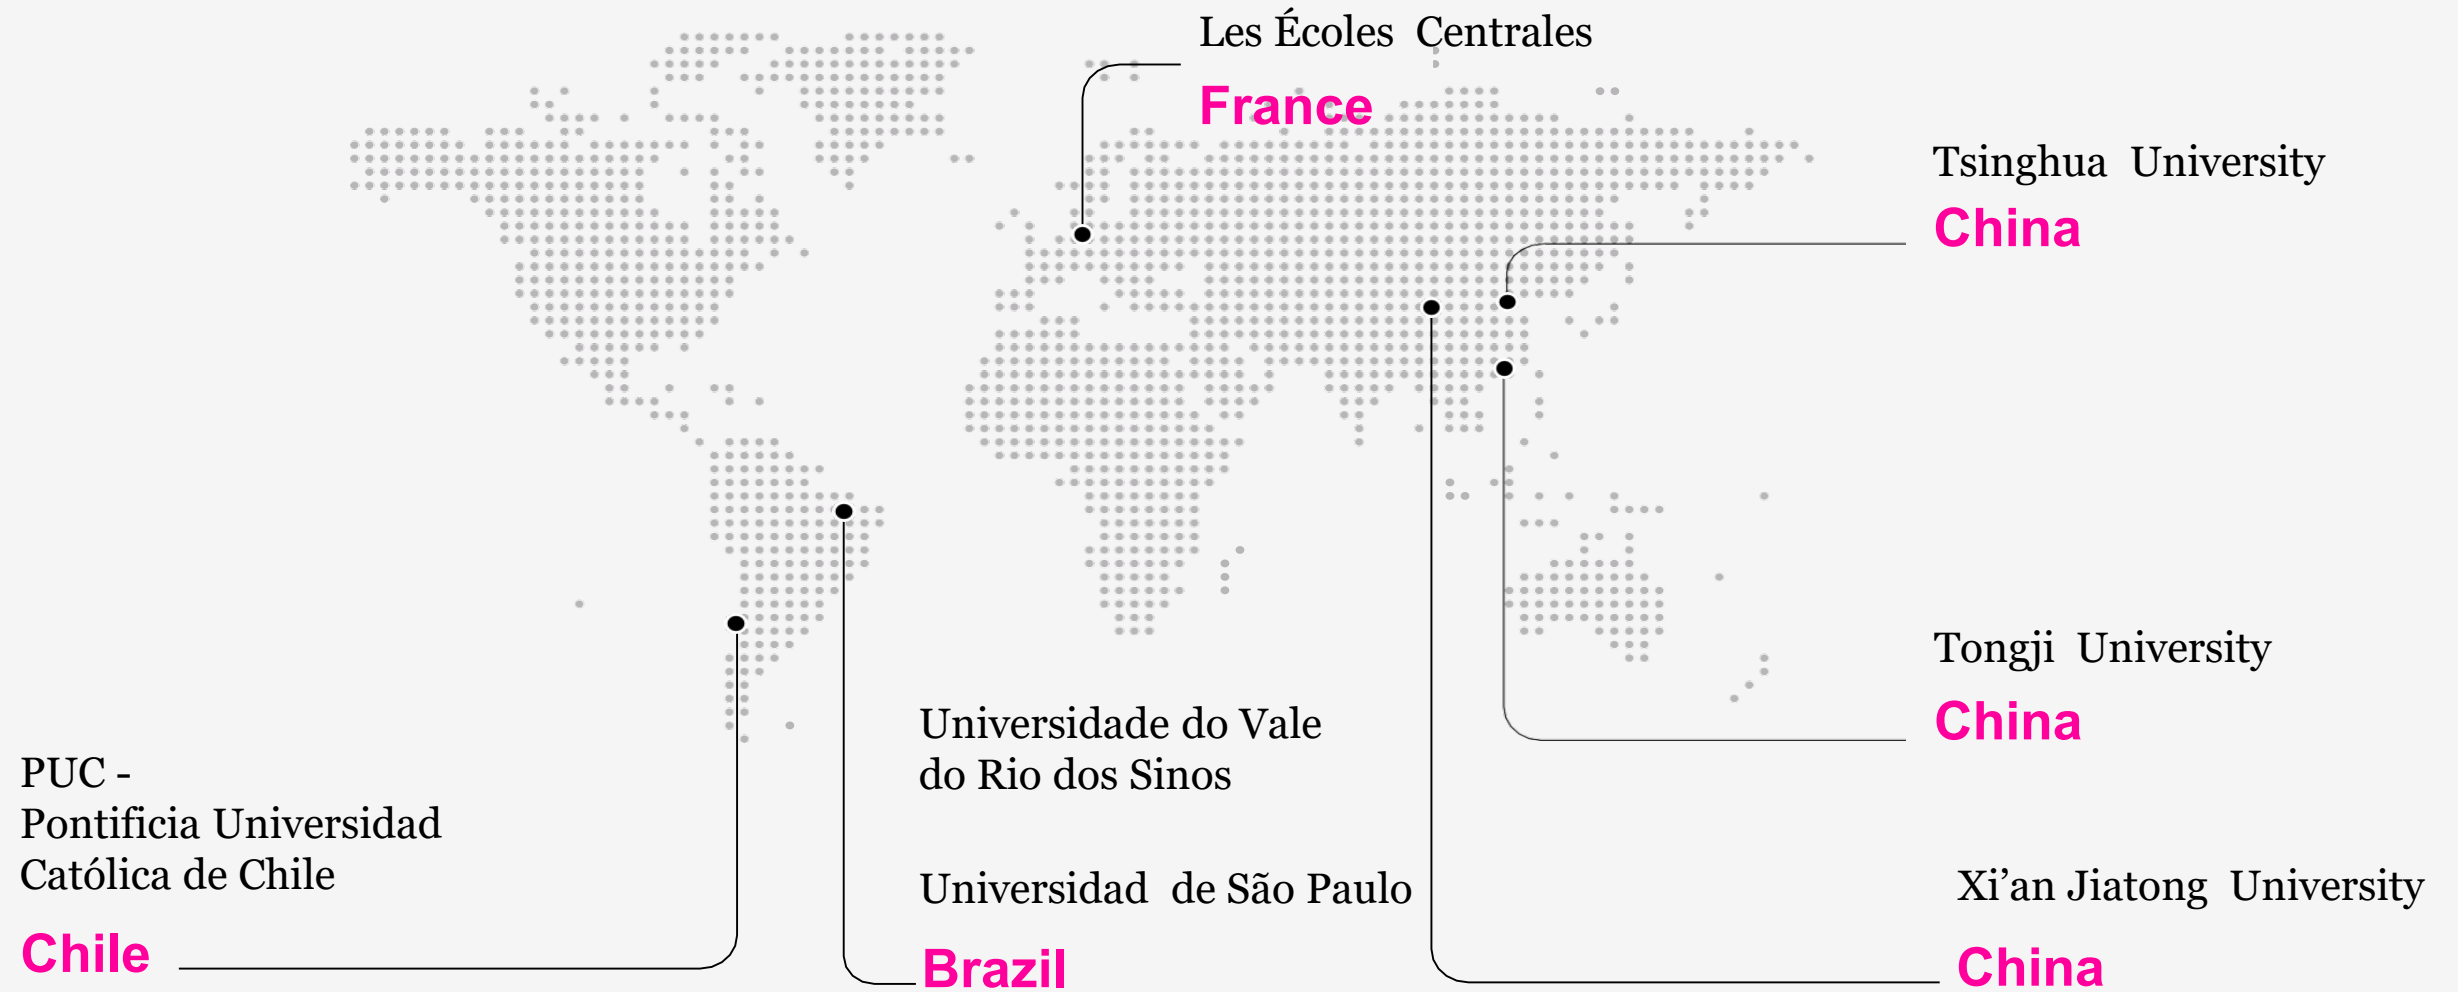 Les Écoles Centrales
France
Tsinghua University
China
Tongji University
China
Universidade do Vale
do Rio dos Sinos
Universidad de São Paulo
Brazil
PUC -
Pontificia Universidad
Católica de Chile
Chile
Xi’an Jiatong University
China